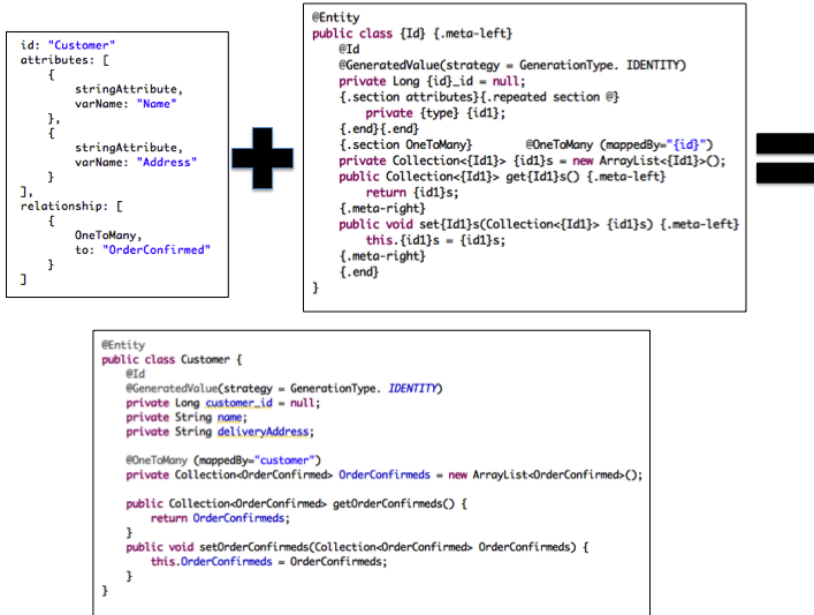 id: "Customer"
attributes: [
    {
        stringAttribute,
        varName: "Name"
    },
    {
        stringAttribute,
        varName: "Address"
    }
],
relationship: [
    {
        OneToMany,
        to: "OrderConfirmed"
    }
]
@Entity
public class {Id} {.meta-left}
    @Id
    @GeneratedValue(strategy = GenerationType. IDENTITY)
    private Long {id}_id = null;
    {.section attributes}{.repeated section @}
        private {type} {id1};
    {.end}{.end}
    {.section OneToMany}        @OneToMany (mappedBy="{id}")
    private Collection<{Id1}> {id1}s = new ArrayList<{Id1}>();
    public Collection<{Id1}> get{Id1}s() {.meta-left}
        return {id1}s;
    {.meta-right}
    public void set{Id1}s(Collection<{Id1}> {id1}s) {.meta-left}
        this.{id1}s = {id1}s;
    {.meta-right}
    {.end}
}
@Entity
public class Customer {
    @Id
    @GeneratedValue(strategy = GenerationType. IDENTITY)
    private Long customer_id = null;
    private String name;
    private String deliveryAddress;
    @OneToMany (mappedBy="customer")
    private Collection<OrderConfirmed> OrderConfirmeds = new ArrayList<OrderConfirmed>();
    public Collection<OrderConfirmed> getOrderConfirmeds() {
        return OrderConfirmeds;
    }
    public void setOrderConfirmeds(Collection<OrderConfirmed> OrderConfirmeds) {
        this.OrderConfirmeds = OrderConfirmeds;
    }
}